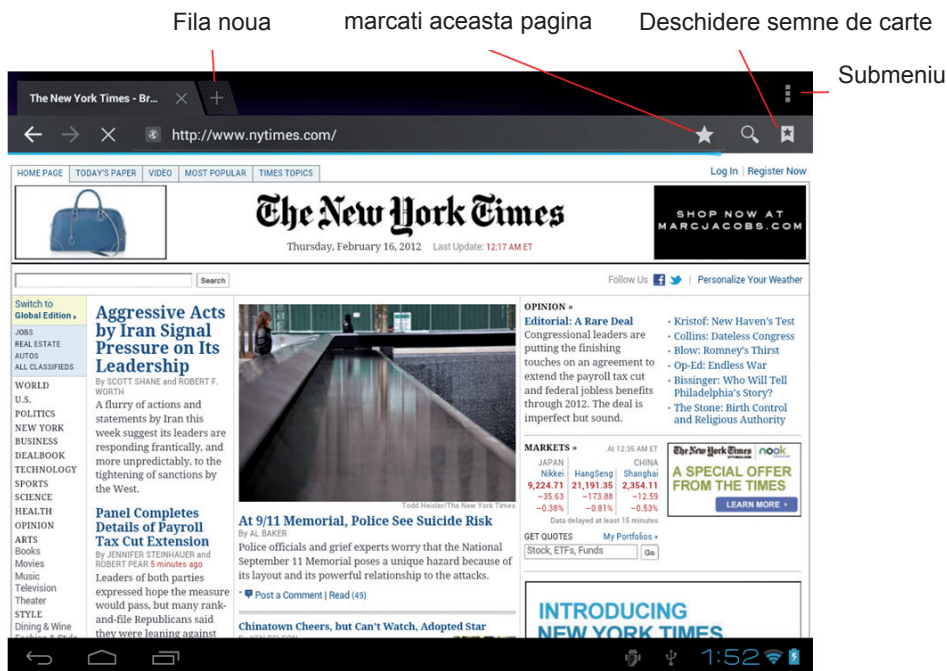 Fila noua
marcati aceasta pagina
Deschidere semne de carte
Submeniu
The New York Times - Br...
http://www.nytimes.com/
HOME PAGE TODAY'S PAPER VIDEO MOST POPULAR TIMES TOPICS
Log In | Register Now
The New York Times
Thursday, February 16, 2012 Last Update: 12:17 AM ET
SHOP NOW AT
MARCJACOBS.COM
Search
Follow Us | Personalize Your Weather
Switch to
Global Edition
JOBS
REAL ESTATE
AUTOS
ALL CLASSIFIEDS
WORLD
U.S.
POLITICS
NEW YORK
BUSINESS
DEALBOOK
TECHNOLOGY
SPORTS
SCIENCE
HEALTH
OPINION
ARTS
Books
Movies
Music
Television
Theater
STYLE
Dining & Wine
Fashion & Style
Aggressive Acts
by Iran Signal
Pressure on Its
Leadership
By SCOTT SHANE and ROBERT F.
WORTH
A flurry of actions and
statements by Iran this
week suggest its leaders are
responding frantically, and
more unpredictably, to the
tightening of sanctions by
the West.
Panel Completes
Details of Payroll
Tax Cut Extension
By JENNIFER STEINHAUER and
ROBERT PEAR 5 minutes ago
Leaders of both parties
expressed hope the measure
would pass, but many rank-
and-file Republicans said
they were leaning against
Todd Heisler/The New York Times
At 9/11 Memorial, Police See Suicide Risk
By AL BAKER
Police officials and grief experts worry that the National
September 11 Memorial poses a unique hazard because of
its layout and its powerful relationship to the attacks.
• Post a Comment | Read (49)
Chinatown Cheers, but Can't Watch, Adopted Star
By KEN BELSON
OPINION »
Editorial: A Rare Deal
Congressional leaders are
putting the finishing
touches on an agreement to
extend the payroll tax cut
and federal jobless benefits
through 2012. The deal is
imperfect but sound.
• Kristof: New Haven's Test
• Collins: Dateless Congress
• Blow: Romney's Thirst
• Op-Ed: Endless War
• Bissinger: Who Will Tell
Philadelphia's Story?
• The Stone: Birth Control
and Religious Authority
MARKETS » At 12:35 AM ET
JAPAN CHINA
Nikkei HangSeng Shanghai
9,224.71 21,191.35 2,354.11
−35.63 −173.88 −12.59
−0.38% −0.81% −0.53%
Data delayed at least 15 minutes
GET QUOTES My Portfolios »
Stock, ETFs, Funds Go
The New York Times nook
A SPECIAL OFFER
FROM THE TIMES
LEARN MORE
INTRODUCING
NEW YORK TIMES
1:52